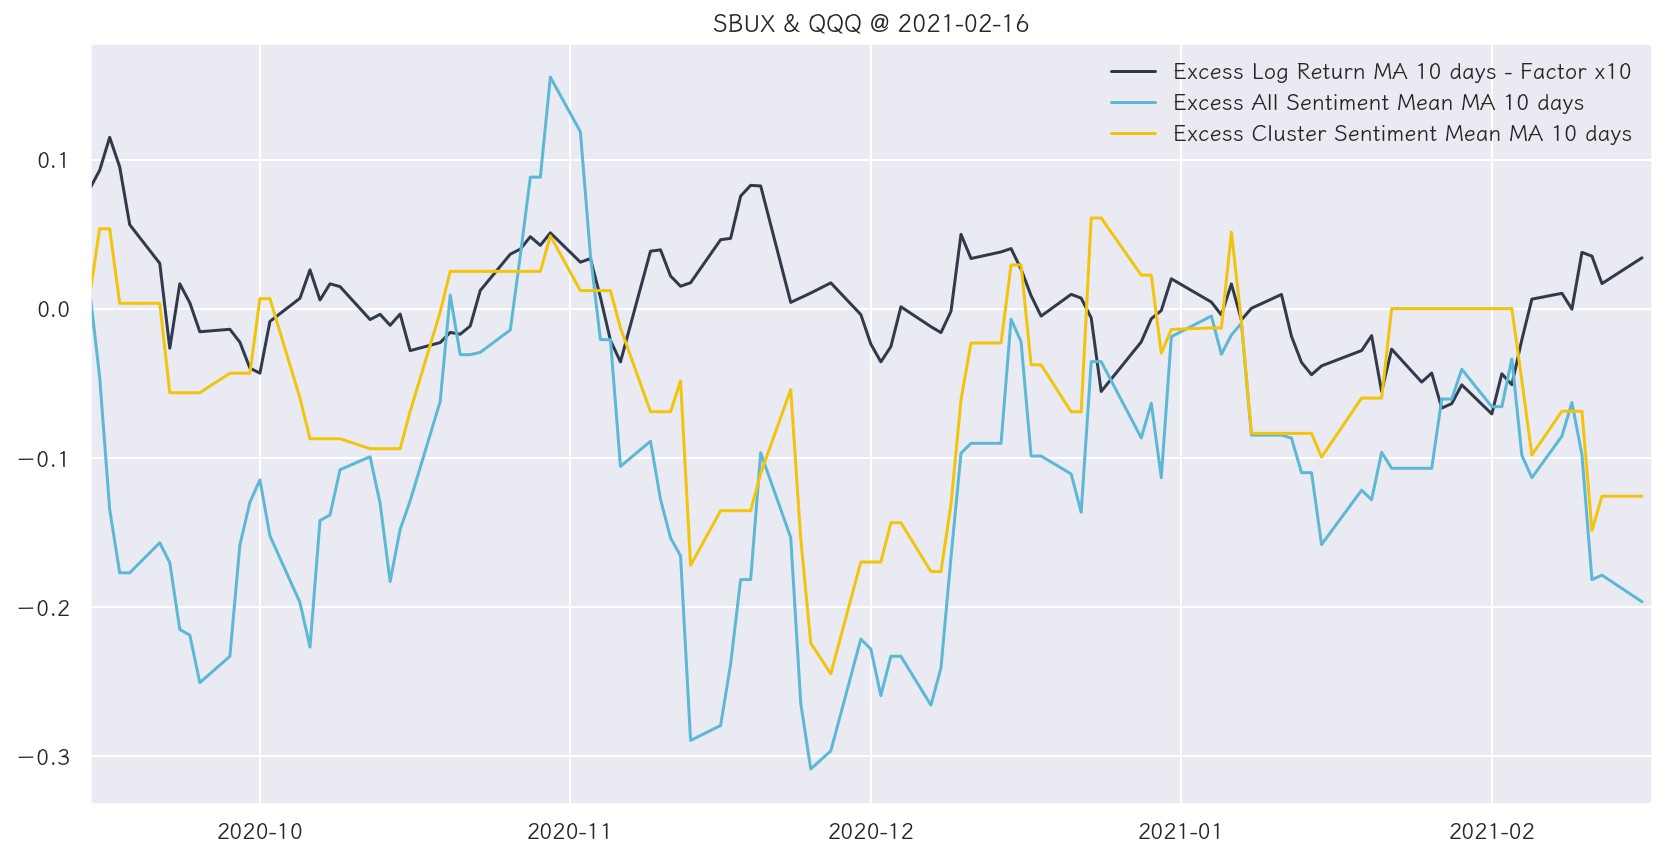 SBUX & QQQ @ 2021-02-16
Excess Log Return MA 10 days - Factor x10
Excess All Sentiment Mean MA 10 days
Excess Cluster Sentiment Mean MA 10 days
0.1
0.0
−0.1
−0.2
−0.3
2020-10
2020-11
2020-12
2021-01
2021-02